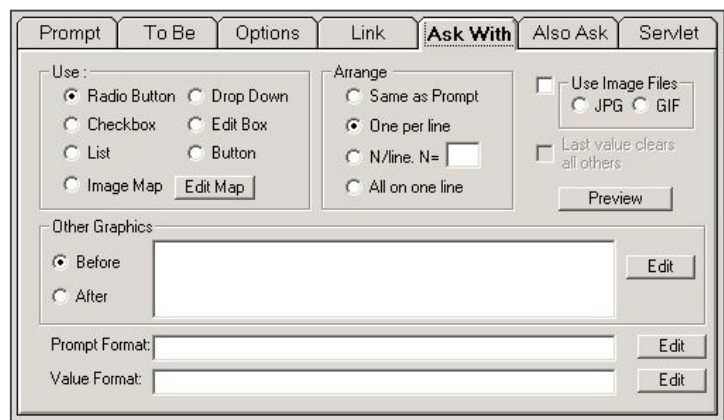 Prompt To Be Options Link Ask With Also Ask Servlet
Use :
Radio Button Drop Down
Checkbox Edit Box
List Button
Image Map Edit Map
Arrange
Same as Prompt
One per line
N/line. N=
All on one line
Use Image Files
JPG GIF
Last value clears
all others
Preview
Other Graphics
Before
After
Edit
Prompt Format: Edit
Value Format: Edit